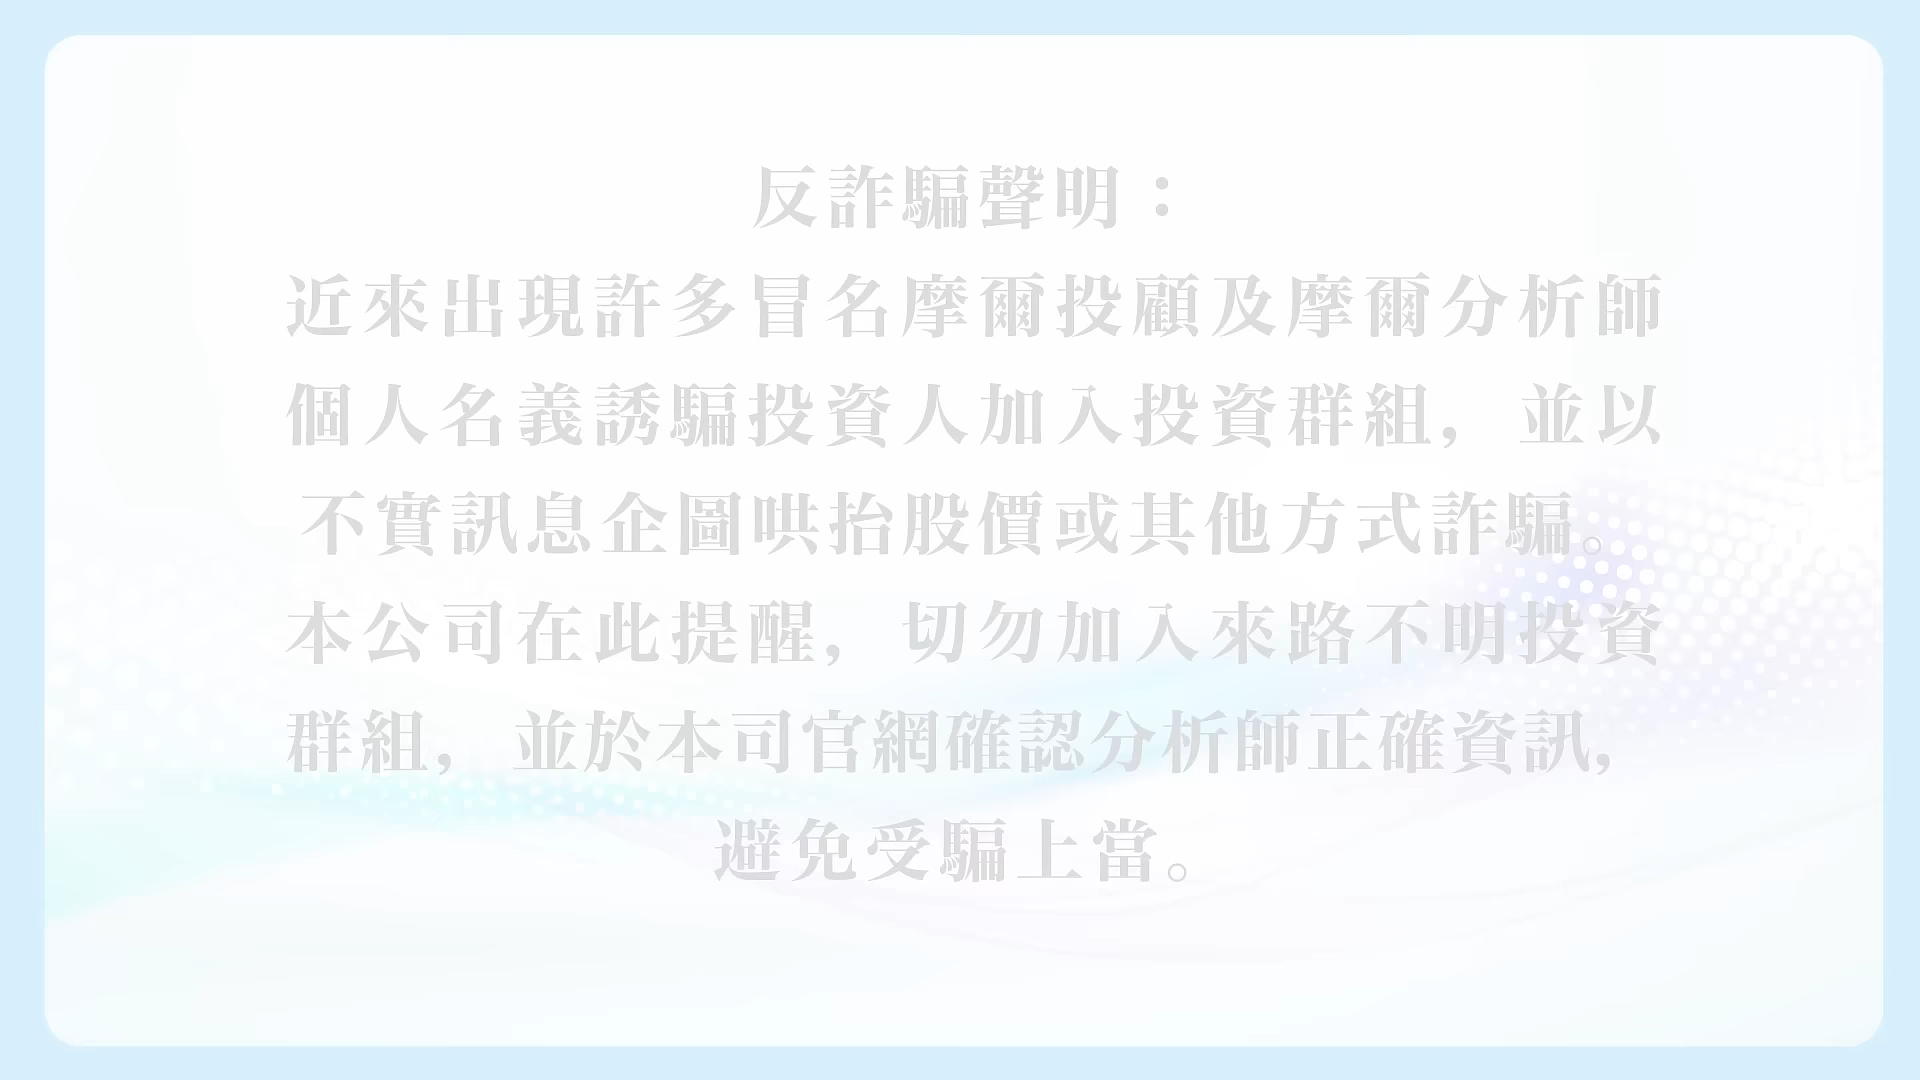 反詐騙聲明：
近來出現許多冒名摩爾投顧及摩爾分析師
個人名義誘騙投資人加入投資群組，並以
不實訊息企圖哄抬股價或其他方式詐騙。
本公司在此提醒，切勿加入來路不明投資
群組，並於本司官網確認分析師正確資訊，
避免受騙上當。